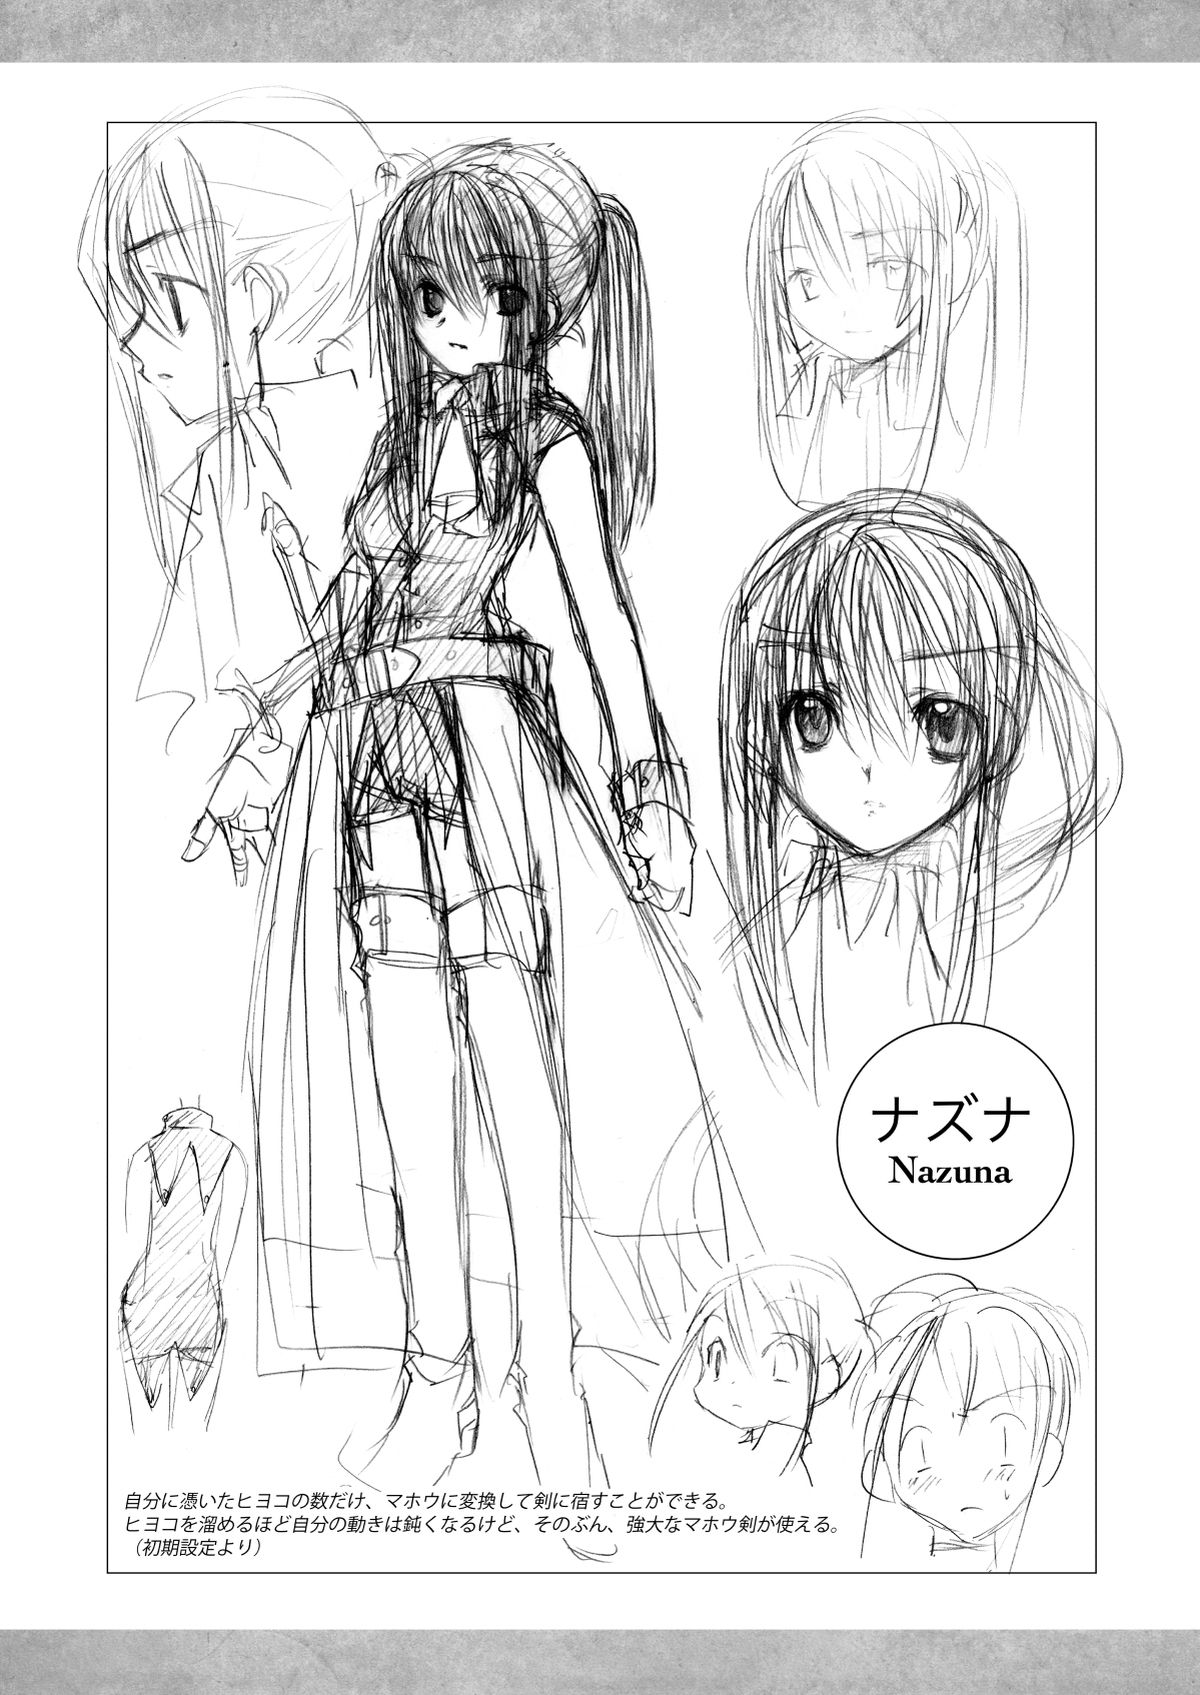 ナズナ
Nazuna
自分に憑いたヒヨコの数だけ、マホウに変換して剣に宿すことができる。
ヒヨコを溜めるほど自分の動きは鈍くなるけど、そのぶん、強大なマホウ剣が使える。
（初期設定より）